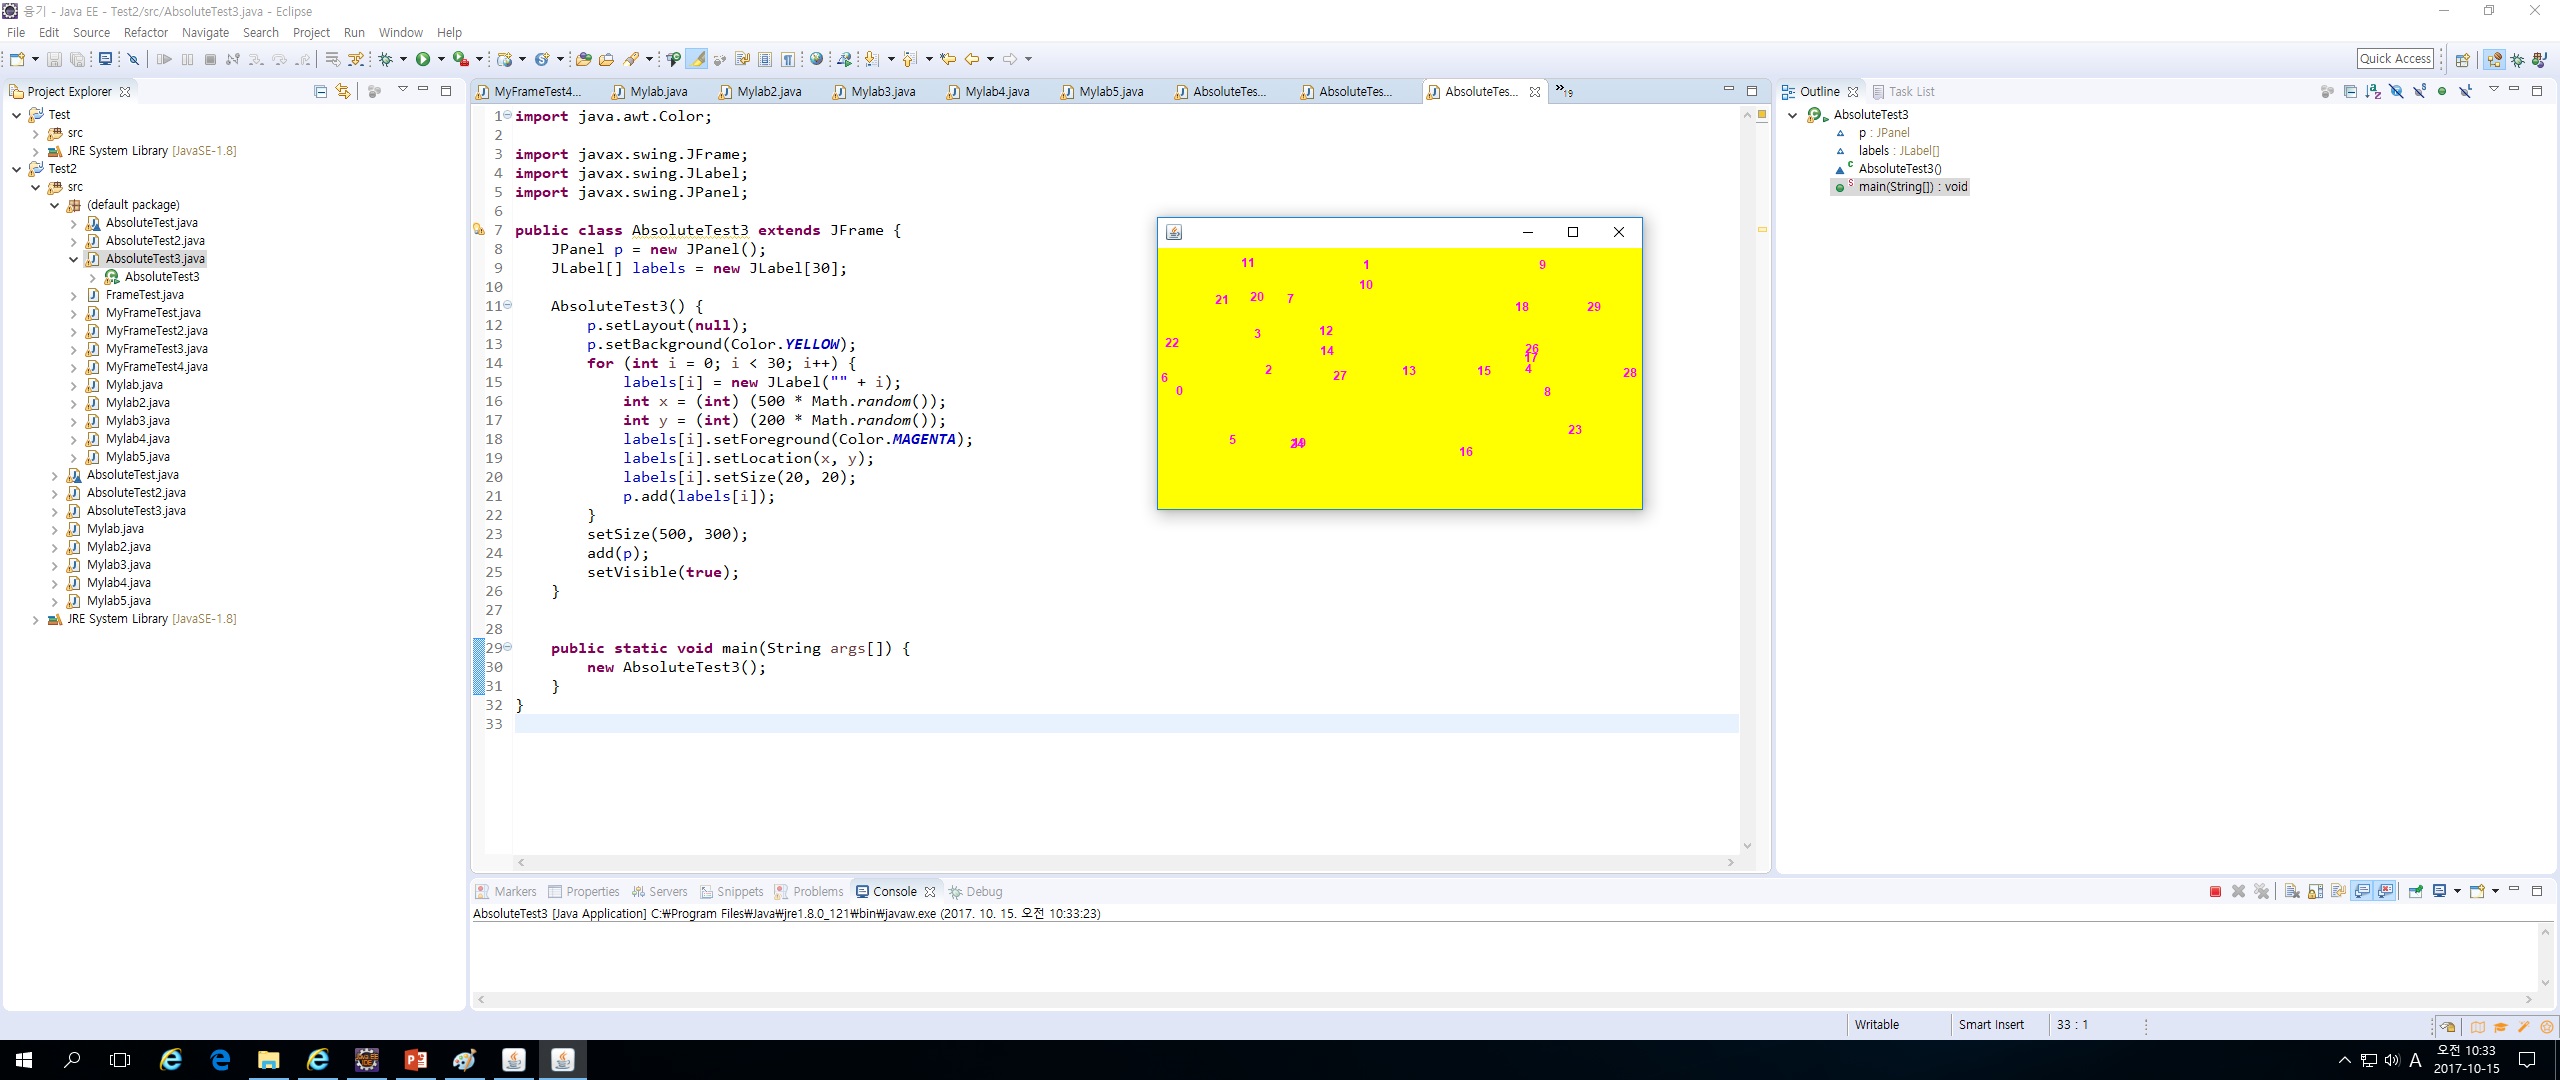 융기 - Java EE - Test2/src/AbsoluteTest3.java - Eclipse
File Edit Source Refactor Navigate Search Project Run Window Help
Quick Access
Project Explorer
Test
src
JRE System Library [JavaSE-1.8]
Test2
src
(default package)
AbsoluteTest.java
AbsoluteTest2.java
AbsoluteTest3.java
AbsoluteTest3
FrameTest.java
MyFrameTest.java
MyFrameTest2.java
MyFrameTest3.java
MyFrameTest4.java
Mylab.java
Mylab2.java
Mylab3.java
Mylab4.java
Mylab5.java
AbsoluteTest.java
AbsoluteTest2.java
AbsoluteTest3.java
Mylab.java
Mylab2.java
Mylab3.java
Mylab4.java
Mylab5.java
JRE System Library [JavaSE-1.8]
MyFrameTest4... Mylab.java Mylab2.java Mylab3.java Mylab4.java Mylab5.java AbsoluteTes... AbsoluteTes... AbsoluteTes... »19
1 import java.awt.Color;
2
3 import javax.swing.JFrame;
4 import javax.swing.JLabel;
5 import javax.swing.JPanel;
6
7 public class AbsoluteTest3 extends JFrame {
8 JPanel p = new JPanel();
9 JLabel[] labels = new JLabel[30];
10
11 AbsoluteTest3() {
12 p.setLayout(null);
13 p.setBackground(Color.YELLOW);
14 for (int i = 0; i < 30; i++) {
15 labels[i] = new JLabel("" + i);
16 int x = (int) (500 * Math.random());
17 int y = (int) (200 * Math.random());
18 labels[i].setForeground(Color.MAGENTA);
19 labels[i].setLocation(x, y);
20 labels[i].setSize(20, 20);
21 p.add(labels[i]);
22 }
23 setSize(500, 300);
24 add(p);
25 setVisible(true);
26 }
27
28
29 public static void main(String args[]) {
30 new AbsoluteTest3();
31 }
32 }
33
11 1 9
10
21 20 7
18 29
12
3
22
14 26
17
2 13 15 4
6 27 28
0 8
23
5
24 19
16
Outline Task List
AbsoluteTest3
p : JPanel
labels : JLabel[]
AbsoluteTest3()
main(String[]) : void
Markers Properties Servers Snippets Problems Console Debug
AbsoluteTest3 [Java Application] C:₩Program Files₩Java₩jre1.8.0_121₩bin₩javaw.exe (2017. 10. 15. 오전 10:33:23)
Writable Smart Insert 33 : 1
A 오전 10:33
2017-10-15